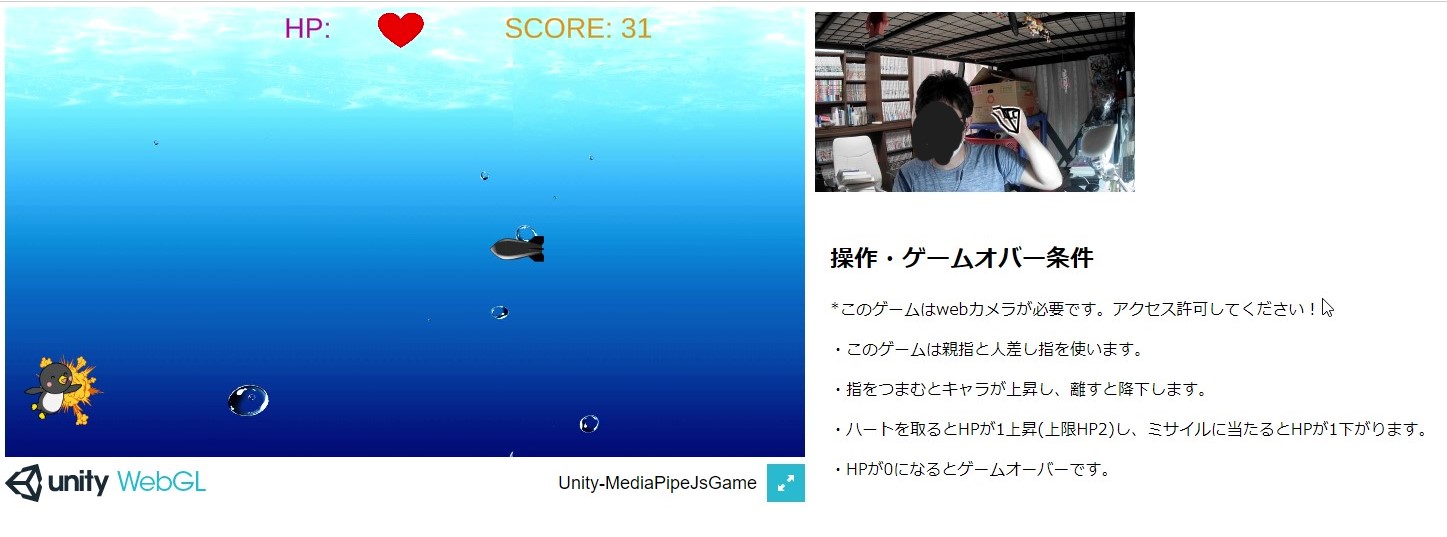 HP:
SCORE: 31
操作・ゲームオバー条件
*このゲームはwebカメラが必要です。アクセス許可してください！
・このゲームは親指と人差し指を使います。
・指をつまむとキャラが上昇し、離すと降下します。
・ハートを取るとHPが1上昇(上限HP2)し、ミサイルに当たるとHPが1下がります。
・HPが0になるとゲームオーバーです。
unity WebGL
Unity-MediaPipeJsGame